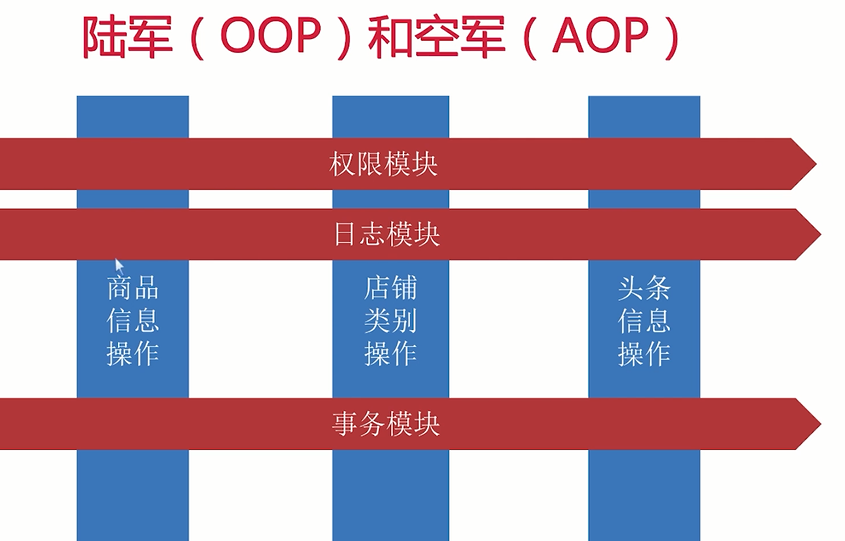 陆军（OOP）和空军（AOP）
权限模块
日志模块
商品
信息
操作
店铺
类别
操作
头条
信息
操作
事务模块